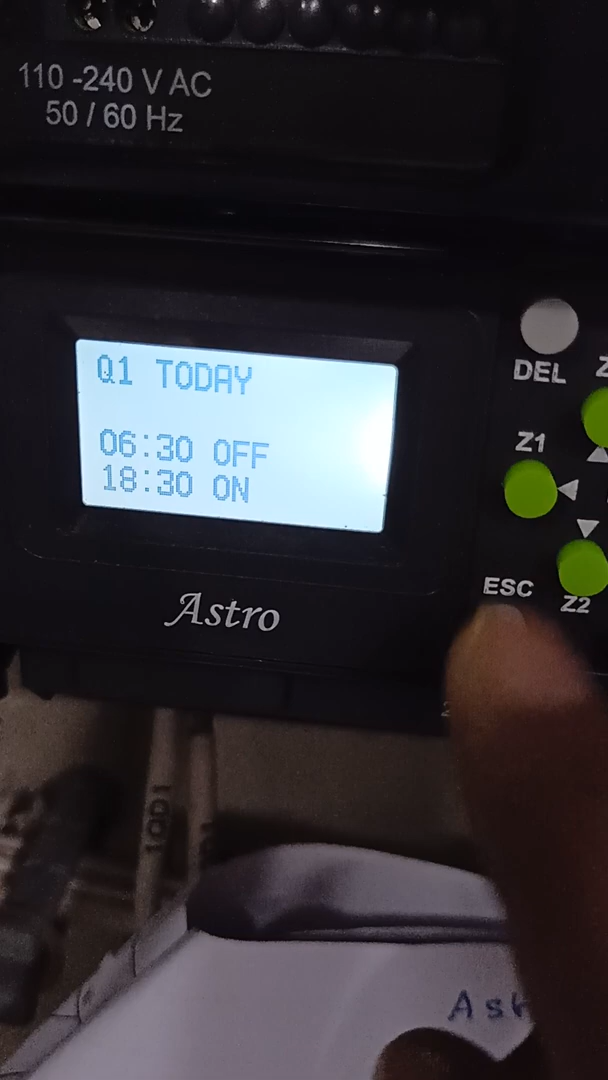 110 -240 V AC
50 / 60 Hz
Q1 TODAY
06:30 OFF
18:30 ON
DEL
Z1
ESC
Z2
Astro
1QD1